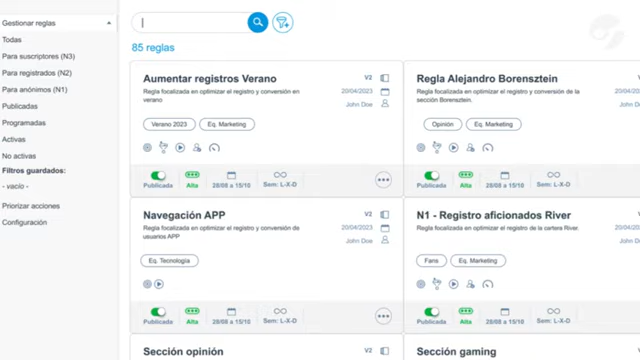 Gestionar reglas
Todas
Para suscriptores (N3)
Para registrados (N2)
Para anónimos (N1)
Publicadas
Programadas
Activas
No activas
Filtros guardados:
- vacío -
Priorizar acciones
Configuración
85 reglas
Aumentar registros Verano
V2
Regla focalizada en optimizar el registro y conversión en
verano
20/04/2023
John Doe
Verano 2023
Eq. Marketing
Publicada
Alta
28/08 a 15/10
Sem: L-X-D
Regla Alejandro Borensztein
V2
Regla focalizada en optimizar el registro y conversión de la
sección Borensztein.
20/04/2023
John Doe
Opinión
Eq. Marketing
Publicada
Alta
28/08 a 15/10
Sem: L-X-D
Navegación APP
V2
Regla focalizada en optimizar el registro y conversión de
usuarios APP
20/04/2023
John Doe
Eq. Tecnología
Publicada
Alta
28/08 a 15/10
Sem: L-X-D
N1 - Registro aficionados River
Regla focalizada en optimizar el registro de la cartera River.
John Doe
Fans
Eq. Marketing
Publicada
Alta
28/08 a 15/10
Sem: L-X-D
Sección opinión
V2
Sección gaming